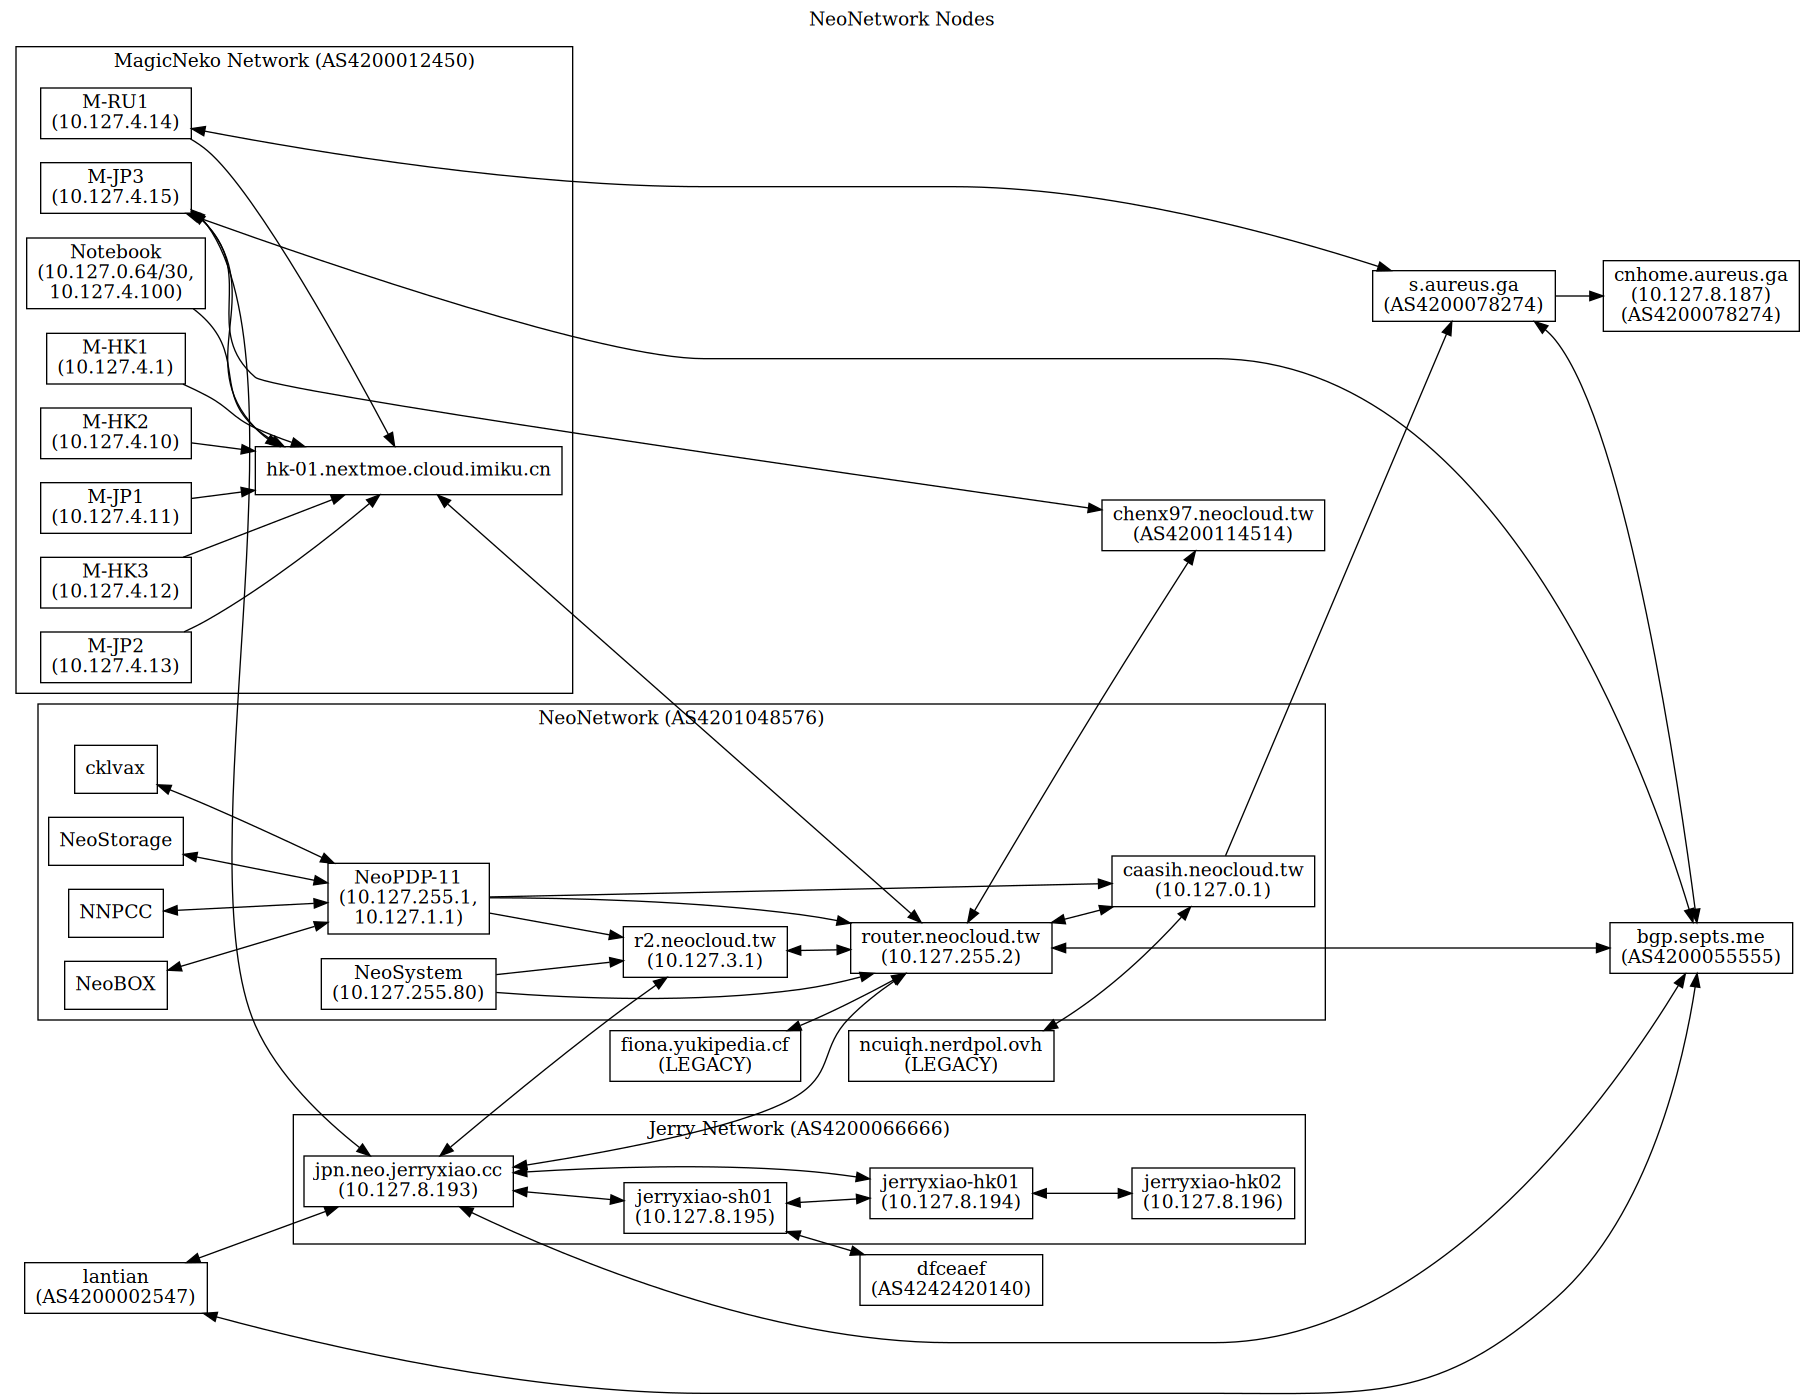 NeoNetwork Nodes
MagicNeko Network (AS4200012450)
M-RU1
(10.127.4.14)
M-JP3
(10.127.4.15)
Notebook
(10.127.0.64/30,
10.127.4.100)
M-HK1
(10.127.4.1)
M-HK2
(10.127.4.10)
M-JP1
(10.127.4.11)
M-HK3
(10.127.4.12)
M-JP2
(10.127.4.13)
hk-01.nextmoe.cloud.imiku.cn
s.aureus.ga
(AS4200078274)
cnhome.aureus.ga
(10.127.8.187)
(AS4200078274)
chenx97.neocloud.tw
(AS4200114514)
NeoNetwork (AS4201048576)
cklvax
NeoStorage
NNPCC
NeoBOX
NeoPDP-11
(10.127.255.1,
10.127.1.1)
NeoSystem
(10.127.255.80)
r2.neocloud.tw
(10.127.3.1)
router.neocloud.tw
(10.127.255.2)
caasih.neocloud.tw
(10.127.0.1)
bgp.septs.me
(AS4200055555)
fiona.yukipedia.cf
(LEGACY)
ncuiqh.nerdpol.ovh
(LEGACY)
Jerry Network (AS4200066666)
jpn.neo.jerryxiao.cc
(10.127.8.193)
jerryxiao-sh01
(10.127.8.195)
jerryxiao-hk01
(10.127.8.194)
jerryxiao-hk02
(10.127.8.196)
lantian
(AS4200002547)
dfceaef
(AS4242420140)